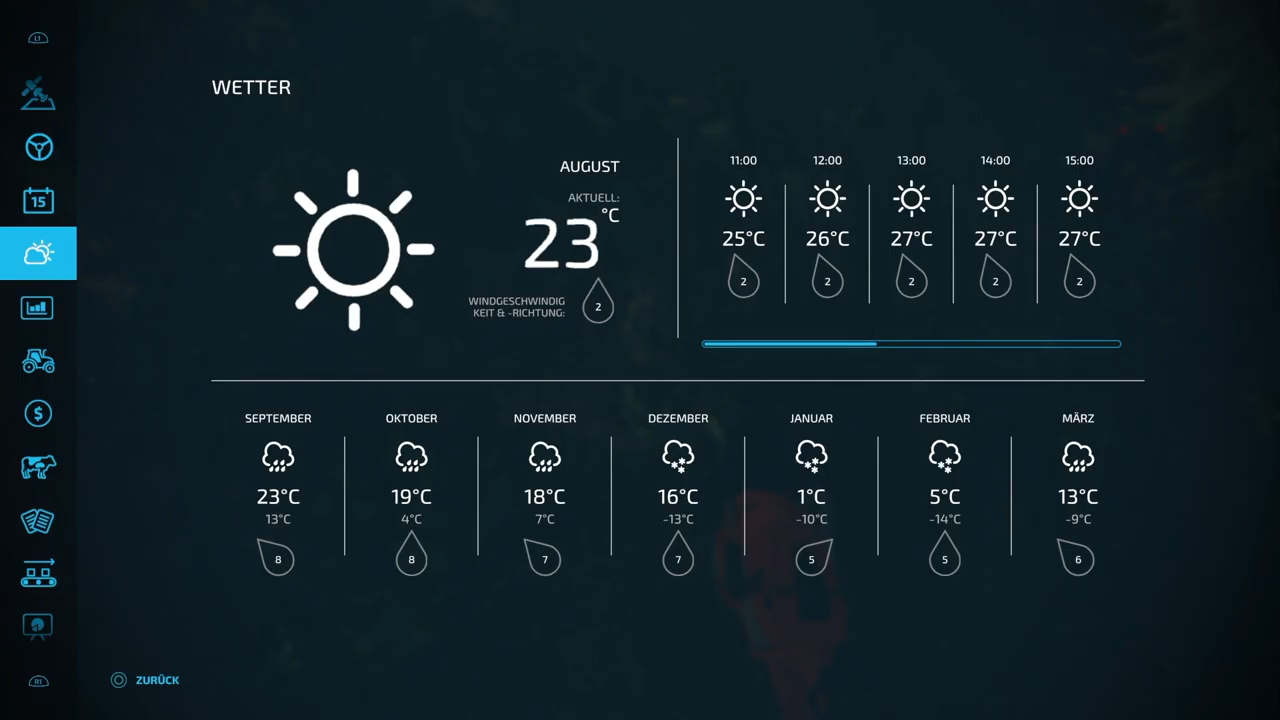 L1
WETTER
AUGUST
AKTUELL:
23 °C
WINDGESCHWINDIG
KEIT & -RICHTUNG:
2
11:00 12:00 13:00 14:00 15:00
25°C 26°C 27°C 27°C 27°C
2 2 2 2 2
15
SEPTEMBER OKTOBER NOVEMBER DEZEMBER JANUAR FEBRUAR MÄRZ
23°C 19°C 18°C 16°C 1°C 5°C 13°C
13°C 4°C 7°C -13°C -10°C -14°C -9°C
8 8 7 7 5 5 6
$
R1
ZURÜCK